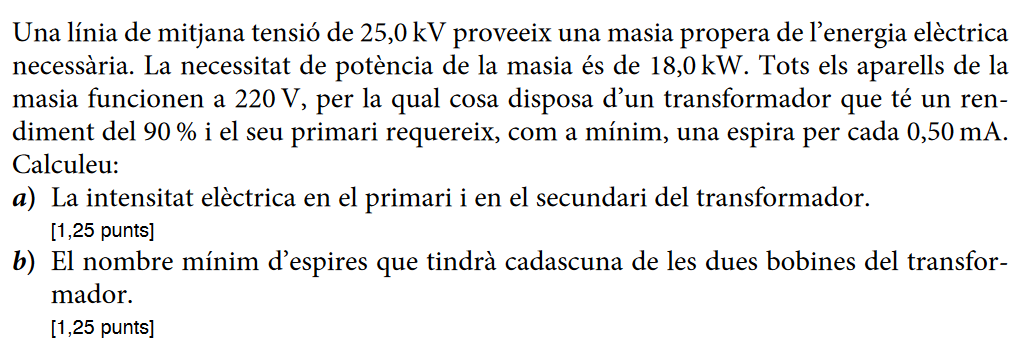 Una línia de mitjana tensió de 25,0 kV proveeix una masia propera de l’energia elèctrica
necessària. La necessitat de potència de la masia és de 18,0 kW. Tots els aparells de la
masia funcionen a 220 V, per la qual cosa disposa d’un transformador que té un ren-
diment del 90 % i el seu primari requereix, com a mínim, una espira per cada 0,50 mA.
Calculeu:
a) La intensitat elèctrica en el primari i en el secundari del transformador.
[1,25 punts]
b) El nombre mínim d’espires que tindrà cadascuna de les dues bobines del transfor-
mador.
[1,25 punts]